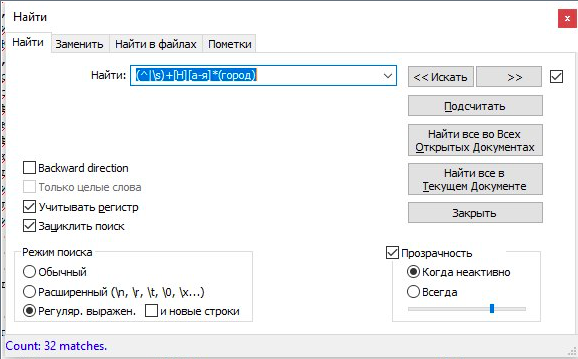 Найти
Найти Заменить Найти в файлах Пометки
Найти: (^|\s)+[Н][а-я]*(город)
<< Искать >>
Подсчитать
Найти все во Всех
Открытых Документах
Найти все в
Текущем Документе
Закрыть
Backward direction
Только целые слова
Учитывать регистр
Зациклить поиск
Режим поиска
Обычный
Расширенный (\n, \r, \t, \0, \x...)
Регуляр. выражен. и новые строки
Прозрачность
Когда неактивно
Всегда
Count: 32 matches.